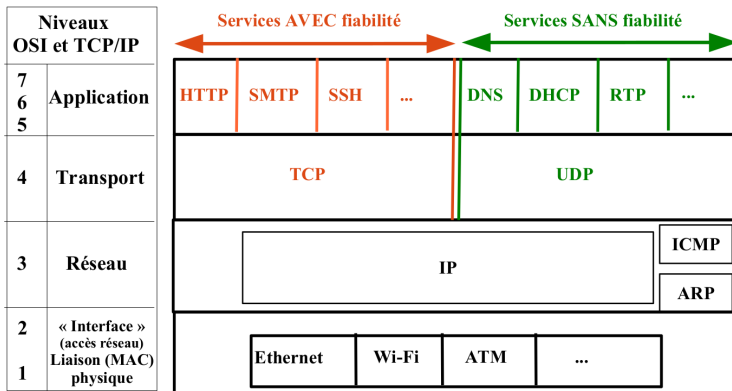 Niveaux
OSI et TCP/IP
Services AVEC fiabilité
Services SANS fiabilité
7
6
5
Application
HTTP SMTP SSH ... DNS DHCP RTP ...
4 Transport TCP UDP
3 Réseau IP
ICMP
ARP
2
1
« Interface »
(accès réseau)
Liaison (MAC)
physique
Ethernet Wi-Fi ATM ...